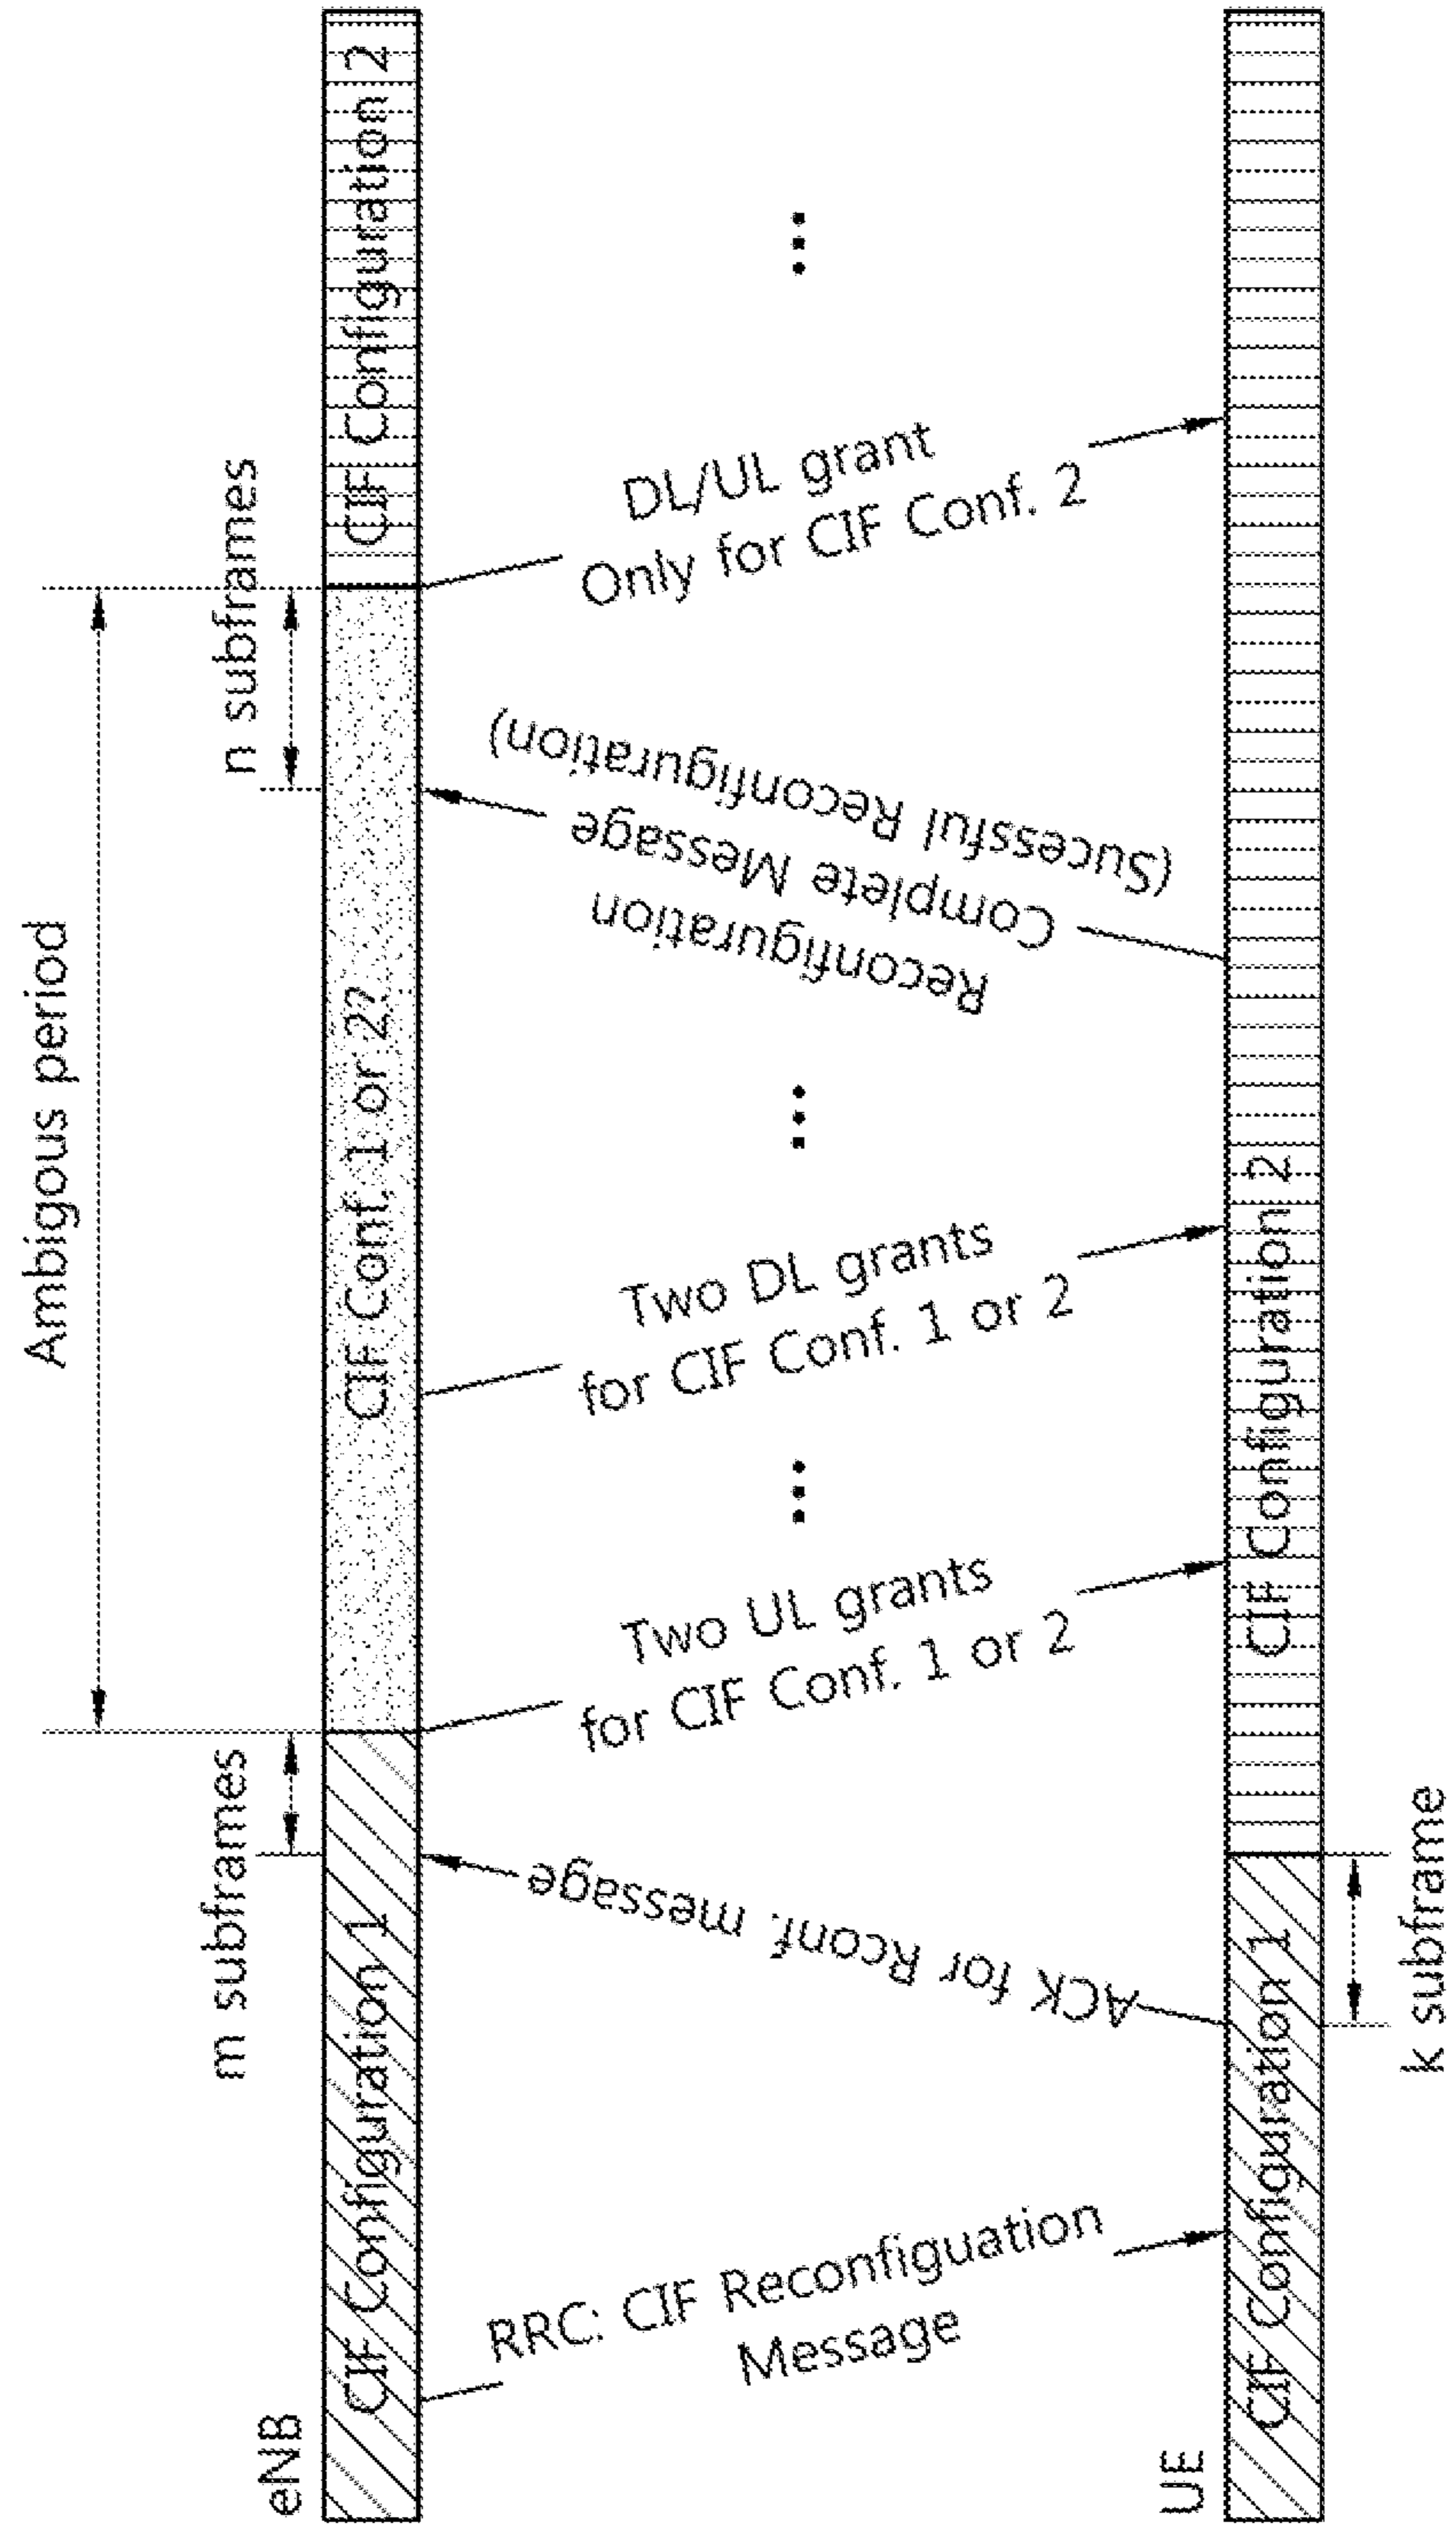 Ambigous period
m subframes
n subframes
eNB
CIF Configuration 1
CIF Conf. 1 or 2?
CIF Configuration 2
RRC: CIF Reconfiguation
Message
ACK for Rconf. message
Two UL grants
for CIF Conf. 1 or 2
...
Two DL grants
for CIF Conf. 1 or 2
...
Reconfiguration
Complete Message
(Sucessful Reconfiguration)
DL/UL grant
Only for CIF Conf. 2
...
UE
CIF Configuration 1
CIF Configuration 2
k subframe